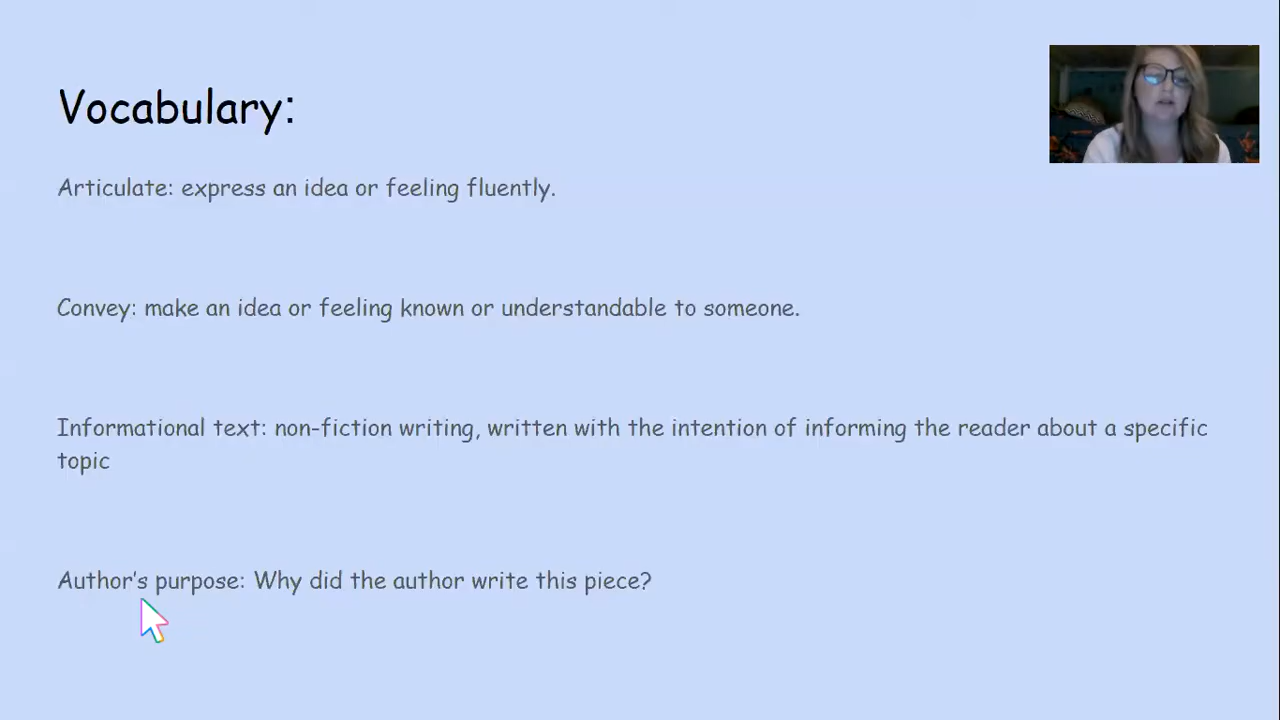 Vocabulary:
Articulate: express an idea or feeling fluently.
Convey: make an idea or feeling known or understandable to someone.
Informational text: non-fiction writing, written with the intention of informing the reader about a specific
topic
Author's purpose: Why did the author write this piece?